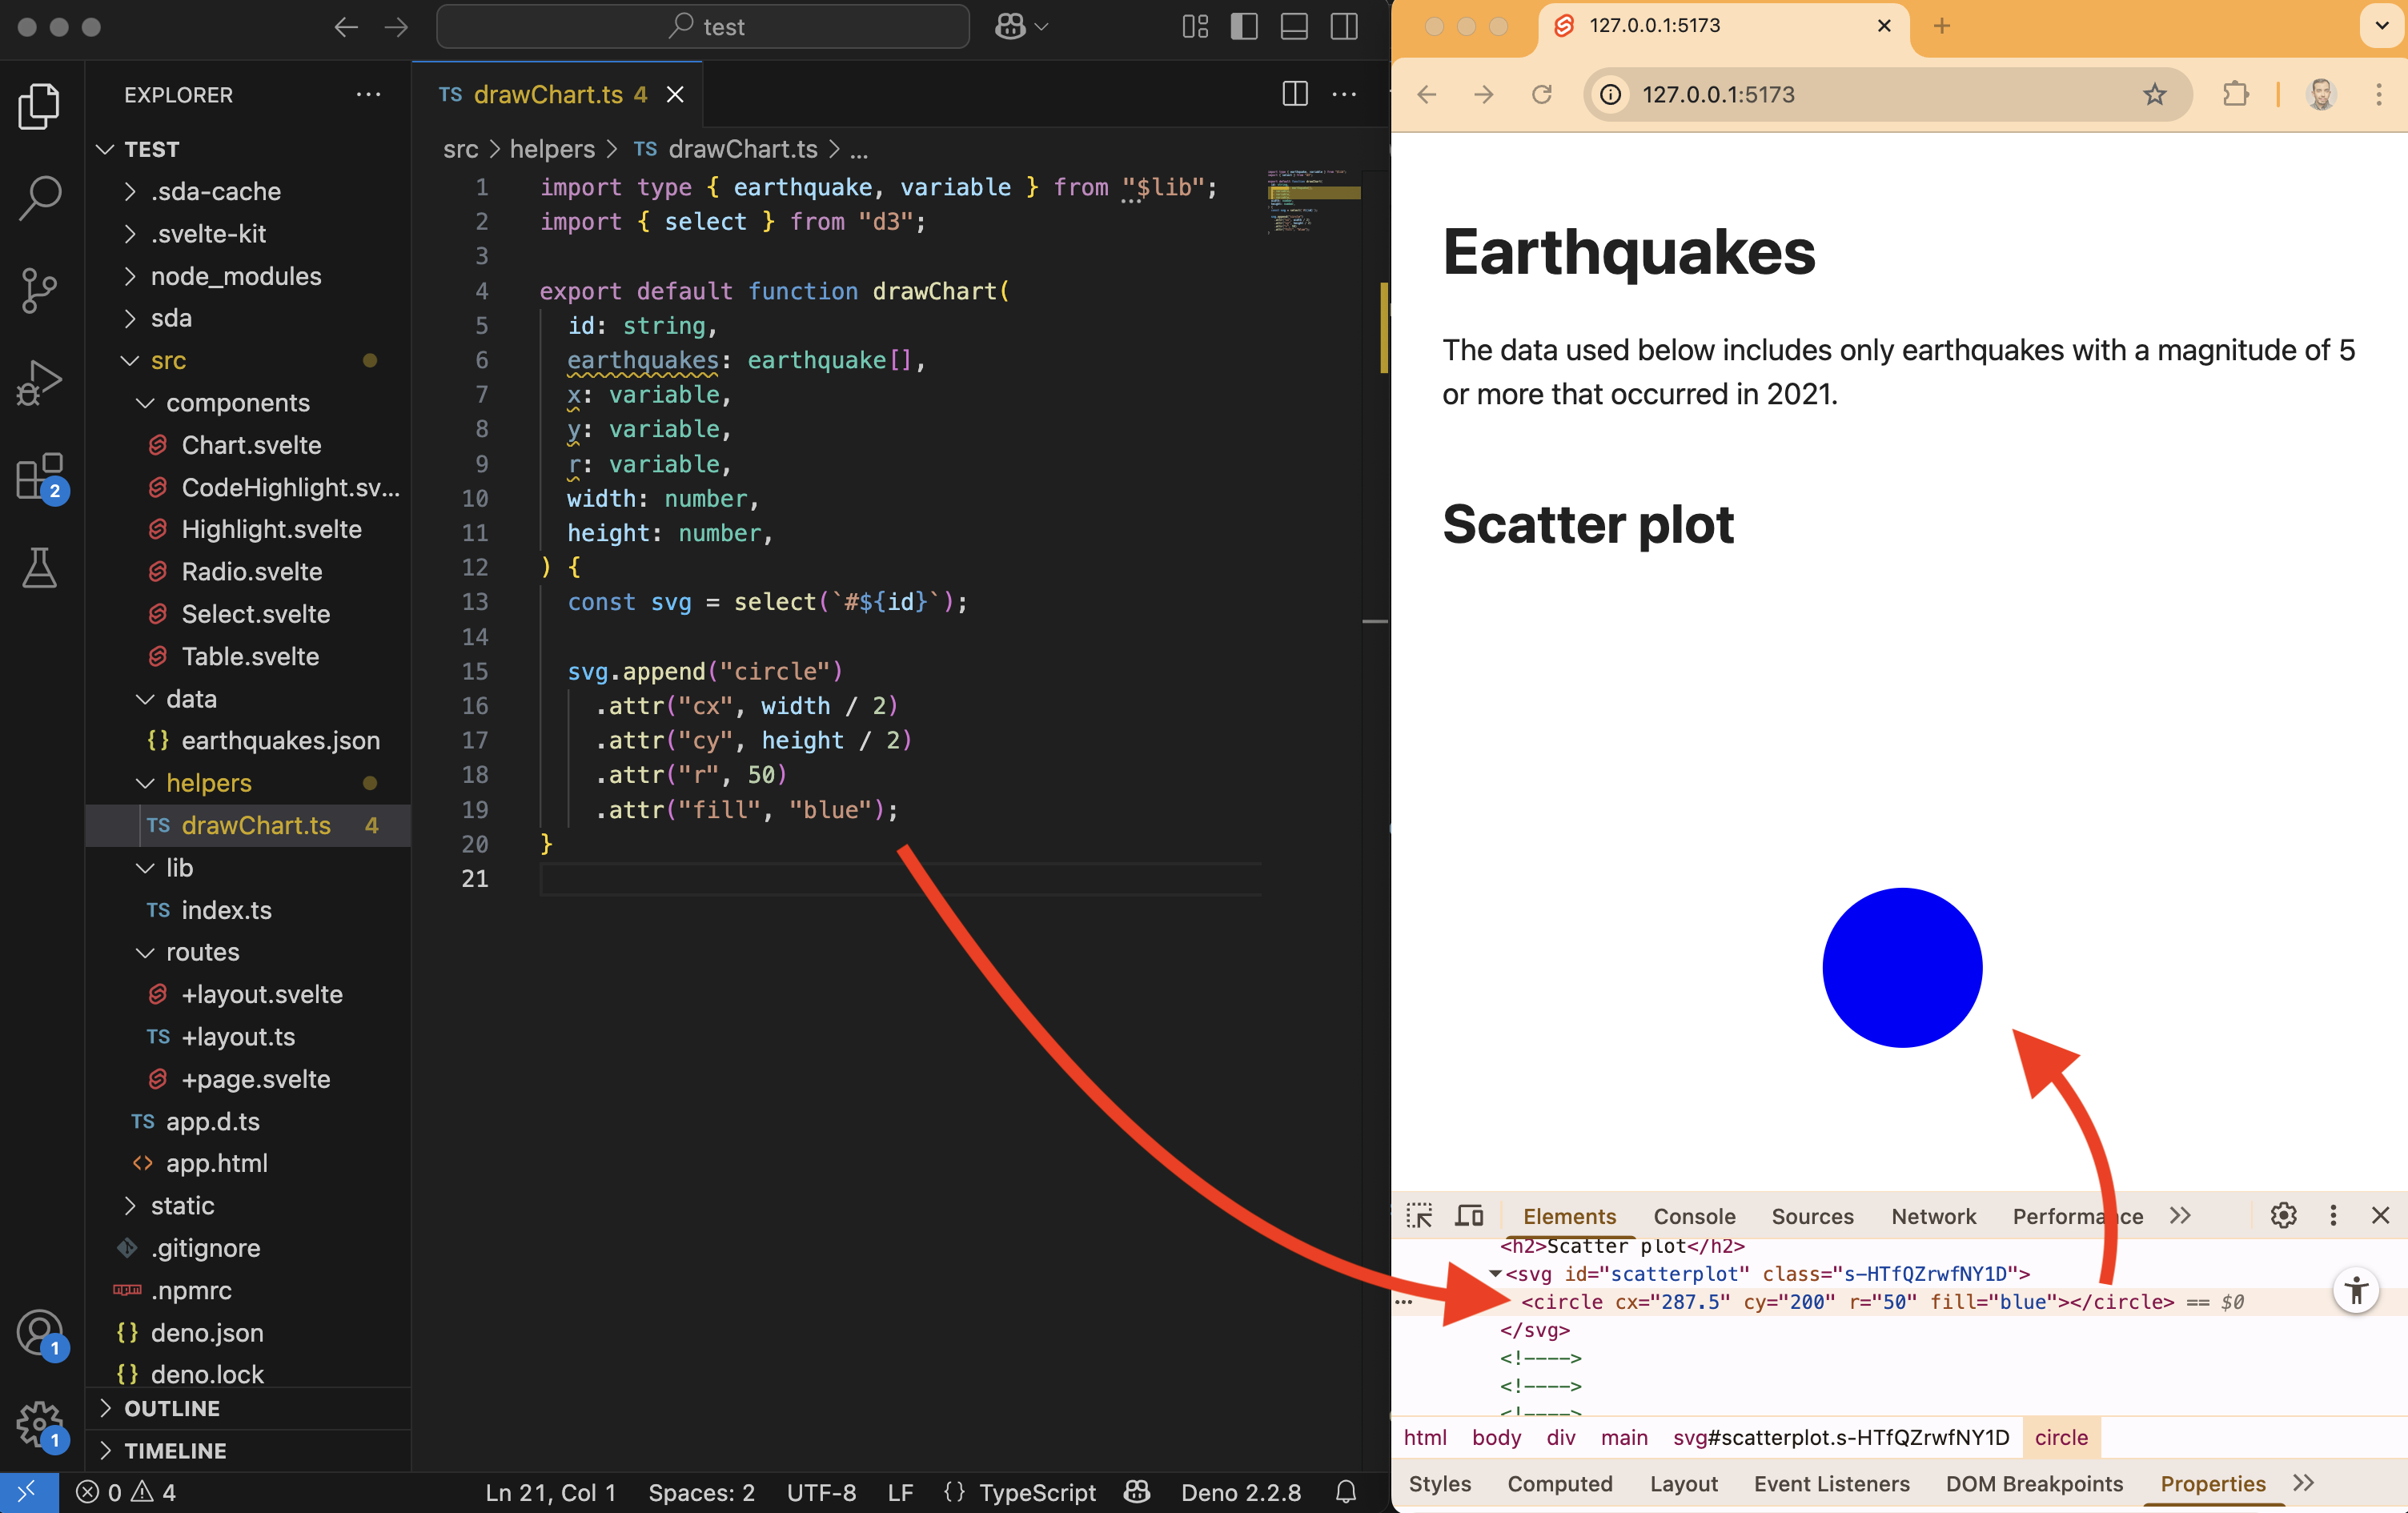 test
EXPLORER
TEST
.sda-cache
.svelte-kit
node_modules
sda
src
components
Chart.svelte
CodeHighlight.sv...
Highlight.svelte
Radio.svelte
Select.svelte
Table.svelte
data
{} earthquakes.json
helpers
TS drawChart.ts 4
lib
TS index.ts
routes
+layout.svelte
TS +layout.ts
+page.svelte
TS app.d.ts
<> app.html
static
.gitignore
npm .npmrc
{} deno.json
{} deno.lock
OUTLINE
TIMELINE
2
1
1
TS drawChart.ts 4
src > helpers > TS drawChart.ts > ...
1 import type { earthquake, variable } from "$lib";
2 import { select } from "d3";
3
4 export default function drawChart(
5 id: string,
6 earthquakes: earthquake[],
7 x: variable,
8 y: variable,
9 r: variable,
10 width: number,
11 height: number,
12 ) {
13 const svg = select(`#${id}`);
14
15 svg.append("circle")
16 .attr("cx", width / 2)
17 .attr("cy", height / 2)
18 .attr("r", 50)
19 .attr("fill", "blue");
20 }
21
0 4 Ln 21, Col 1 Spaces: 2 UTF-8 LF {} TypeScript Deno 2.2.8
127.0.0.1:5173
127.0.0.1:5173
Earthquakes
The data used below includes only earthquakes with a magnitude of 5
or more that occurred in 2021.
Scatter plot
Elements Console Sources Network Performance
<h2>Scatter plot</h2>
<svg id="scatterplot" class="s-HTfQZrwfNY1D">
<circle cx="287.5" cy="200" r="50" fill="blue"></circle> == $0
</svg>
<!---->
<!---->
<!---->
html body div main svg#scatterplot.s-HTfQZrwfNY1D circle
Styles Computed Layout Event Listeners DOM Breakpoints Properties